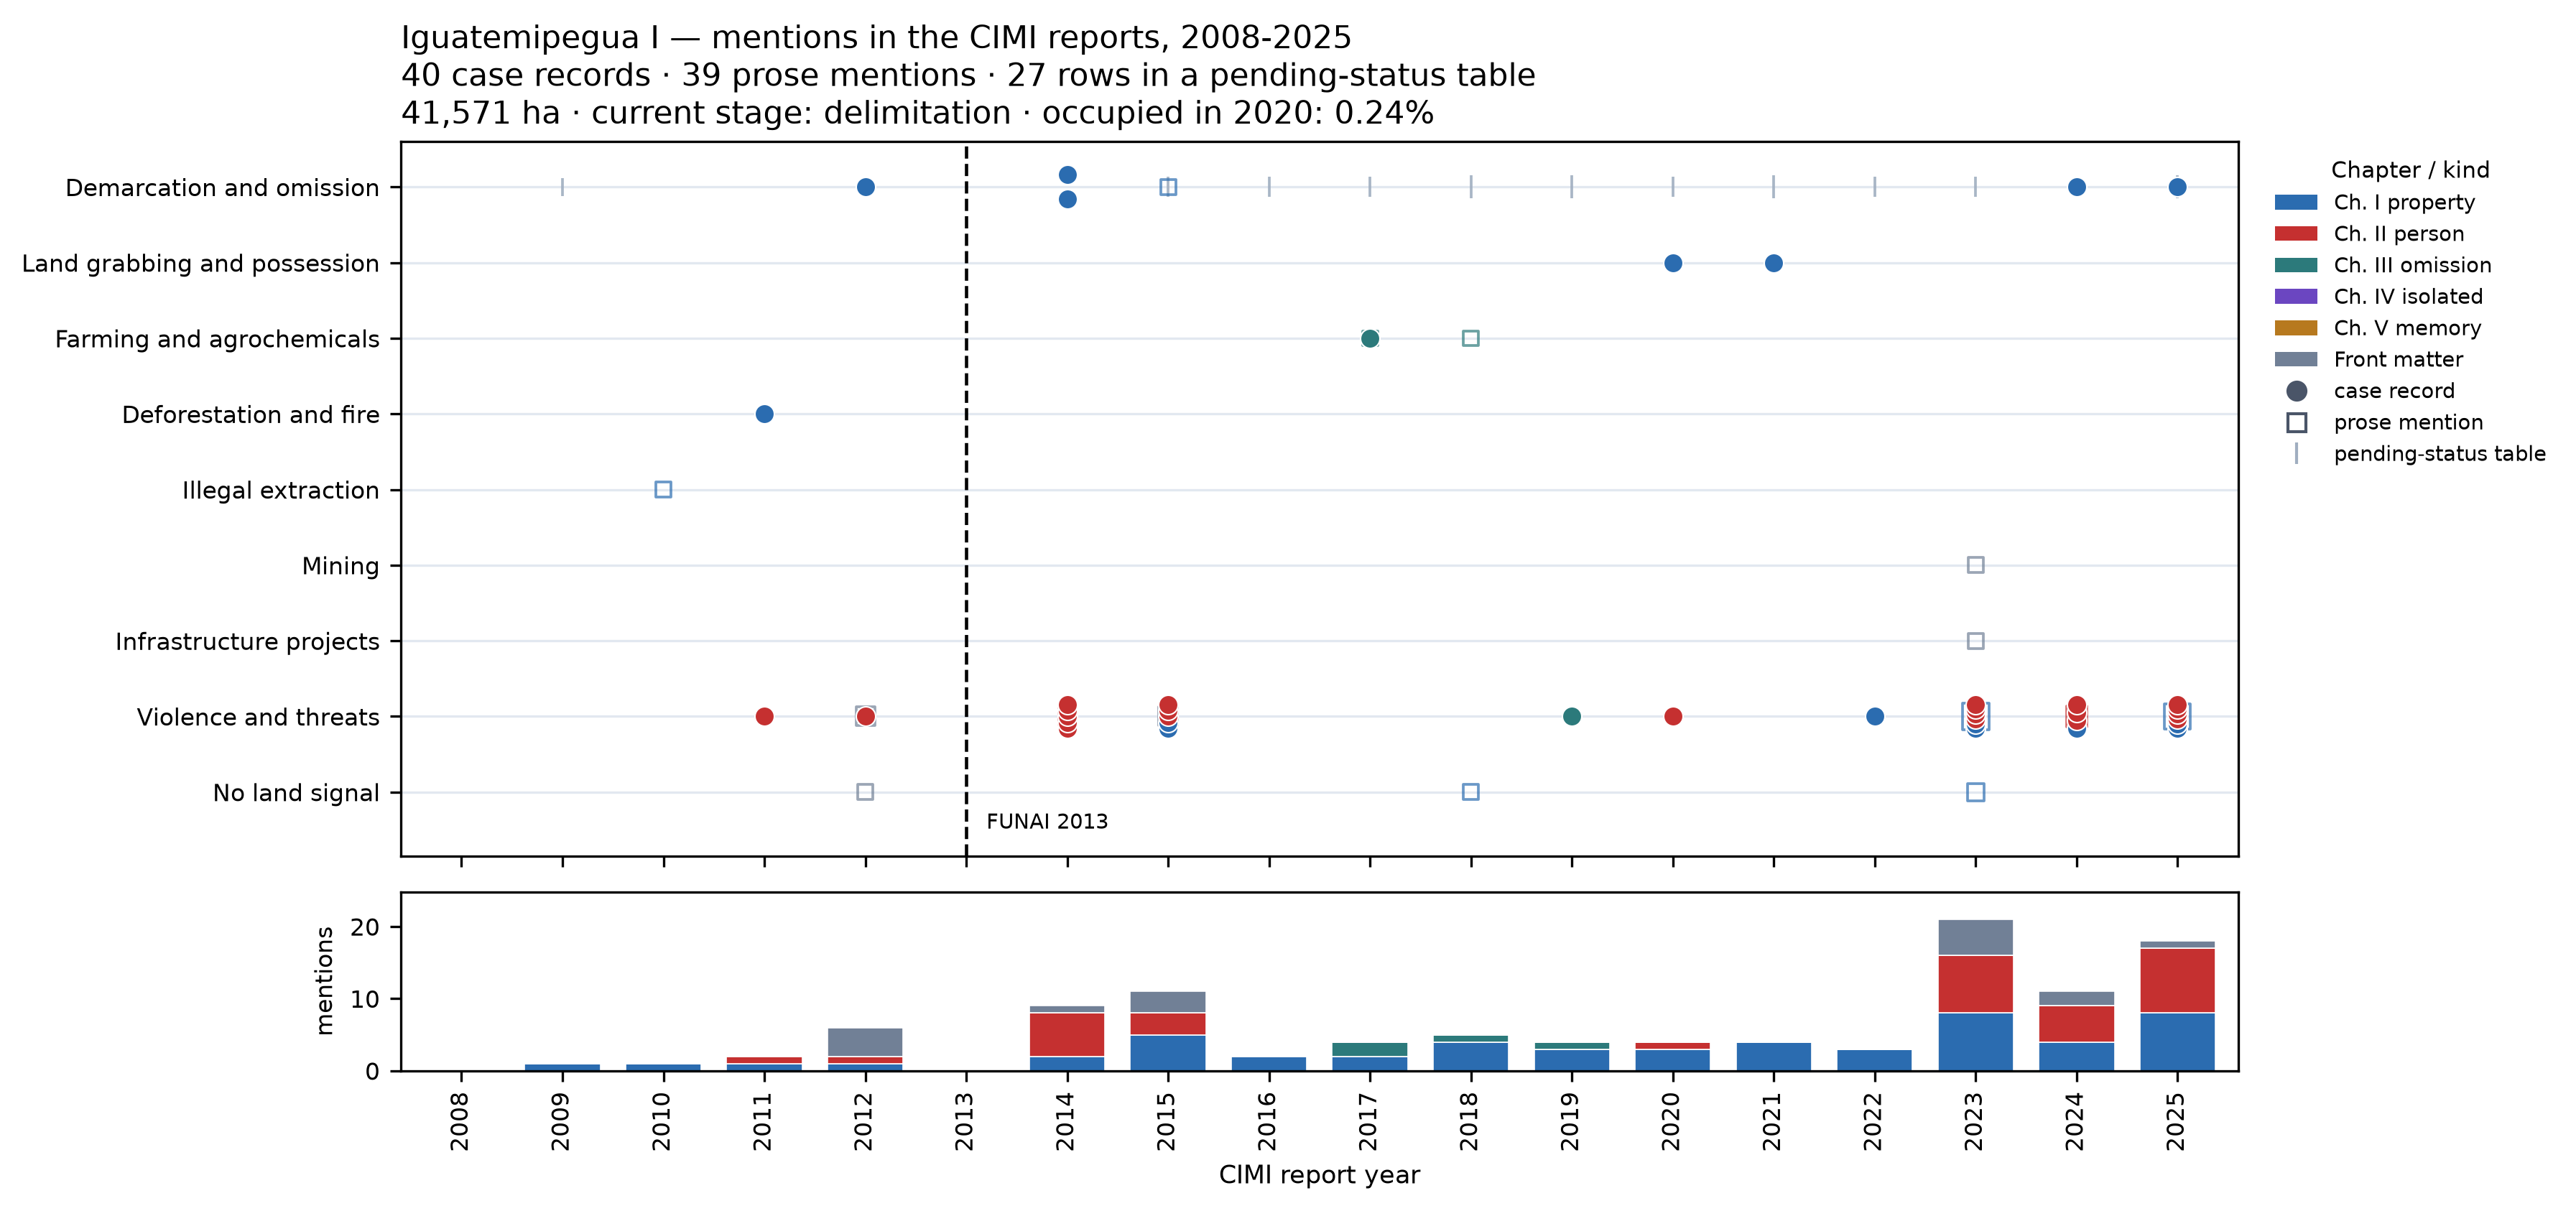 Iguatemipegua I — mentions in the CIMI reports, 2008-2025
40 case records · 39 prose mentions · 27 rows in a pending-status table
41,571 ha · current stage: delimitation · occupied in 2020: 0.24%
Demarcation and omission
Land grabbing and possession
Farming and agrochemicals
Deforestation and fire
Illegal extraction
Mining
Infrastructure projects
Violence and threats
No land signal
FUNAI 2013
Chapter / kind
Ch. I property
Ch. II person
Ch. III omission
Ch. IV isolated
Ch. V memory
Front matter
case record
prose mention
pending-status table
mentions
20
10
0
2008
2009
2010
2011
2012
2013
2014
2015
2016
2017
2018
2019
2020
2021
2022
2023
2024
2025
CIMI report year